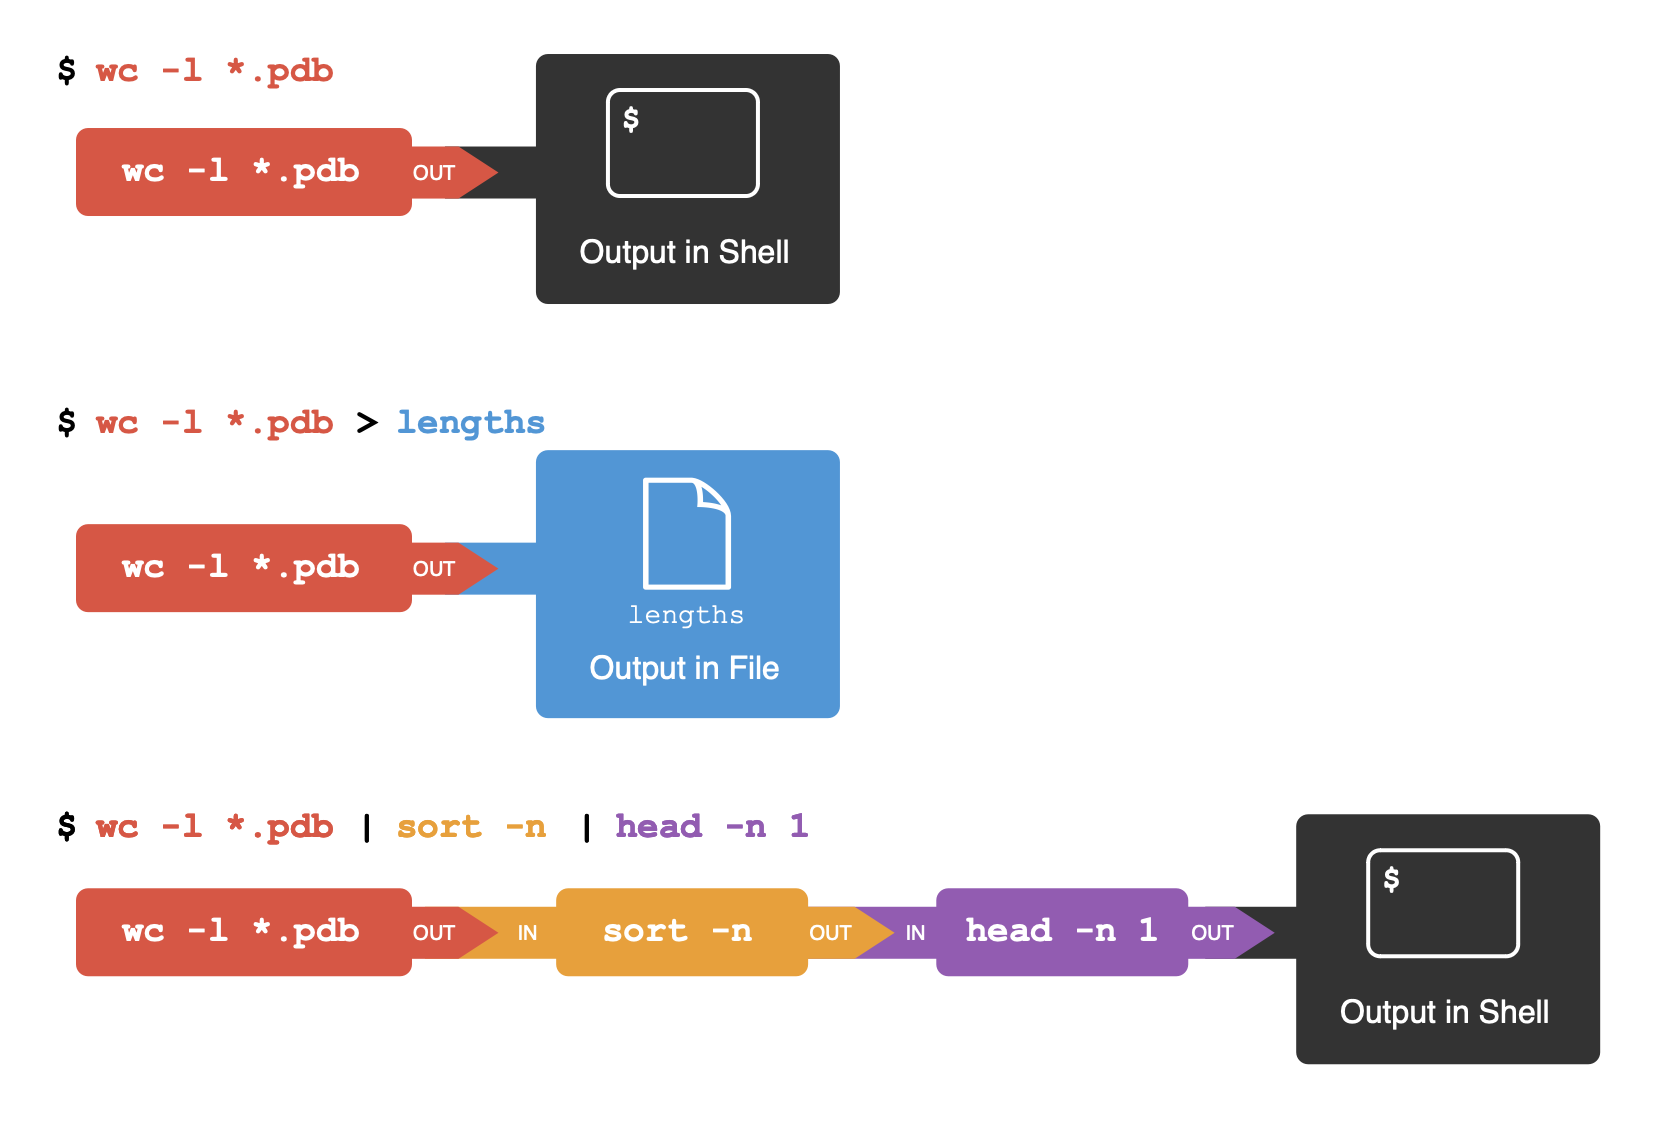 $ wc -l *.pdb
$
wc -l *.pdb OUT
Output in Shell
$ wc -l *.pdb > lengths
wc -l *.pdb OUT
lengths
Output in File
$ wc -l *.pdb | sort -n | head -n 1
$
wc -l *.pdb OUT IN sort -n OUT IN head -n 1 OUT
Output in Shell